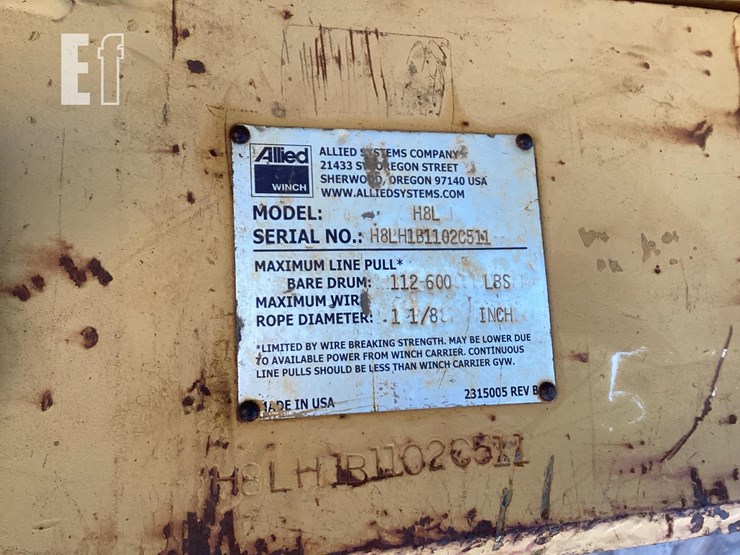 Ef
Allied
WINCH
ALLIED SYSTEMS COMPANY
21433 SW OREGON STREET
SHERWOOD, OREGON 97140 USA
WWW.ALLIEDSYSTEMS.COM
MODEL: H8L
SERIAL NO.: H8LH1B1102C511
MAXIMUM LINE PULL*
BARE DRUM: 112 600 LBS
MAXIMUM WIRE
ROPE DIAMETER: 1 1/8 INCH
*LIMITED BY WIRE BREAKING STRENGTH. MAY BE LOWER DUE
TO AVAILABLE POWER FROM WINCH CARRIER. CONTINUOUS
LINE PULLS SHOULD BE LESS THAN WINCH CARRIER GVW.
MADE IN USA 2315005 REV B
5
H8LH1B1102C511